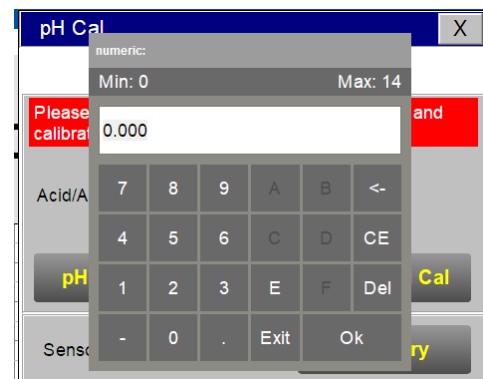 pH Cal X
numeric:
Min: 0 Max: 14
Please and
calibrat
0.000
7 8 9 A B <-
Acid/A
4 5 6 C D CE
pH Cal
1 2 3 E F Del
- 0 . Exit Ok
Senso ry